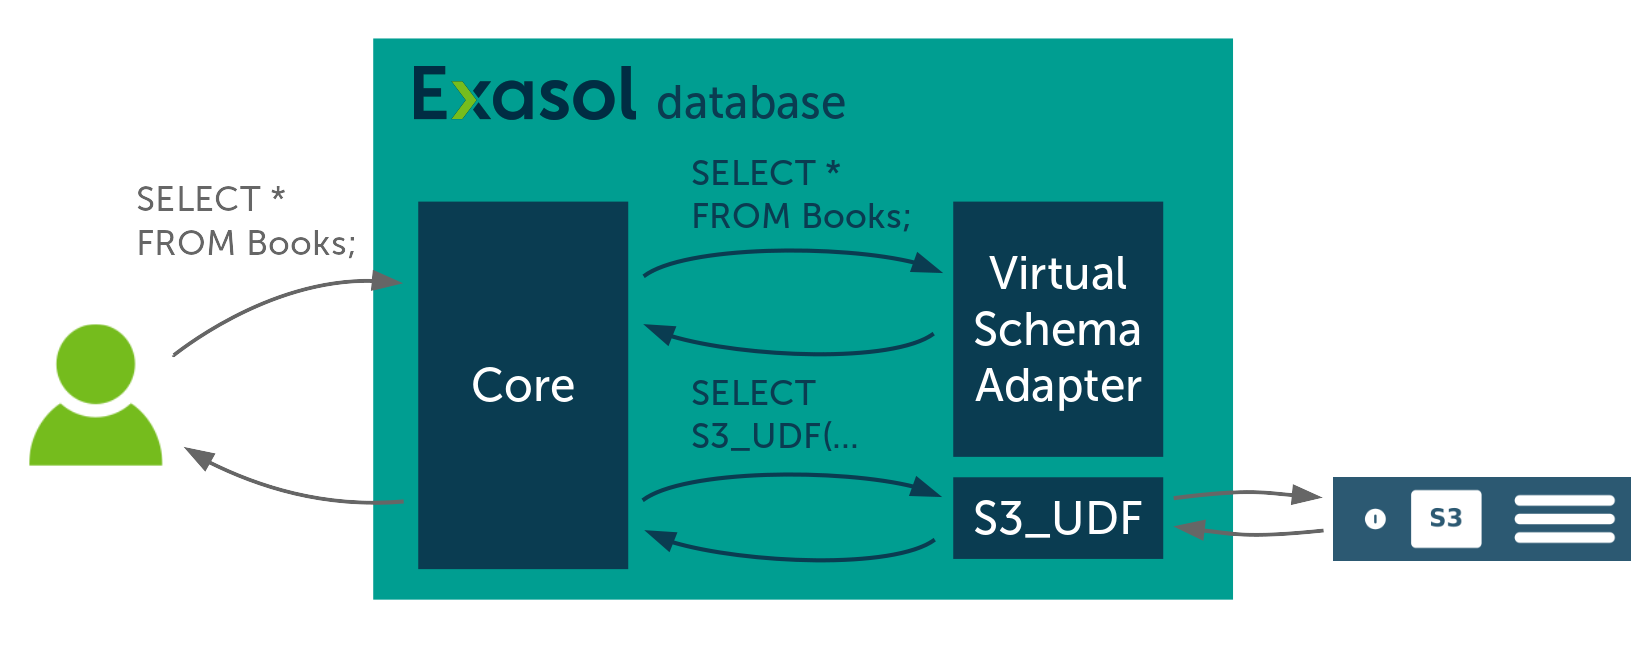 Exasol database
SELECT *
FROM Books;
SELECT *
FROM Books;
Core
Virtual
Schema
Adapter
SELECT
S3_UDF(...
S3_UDF
S3